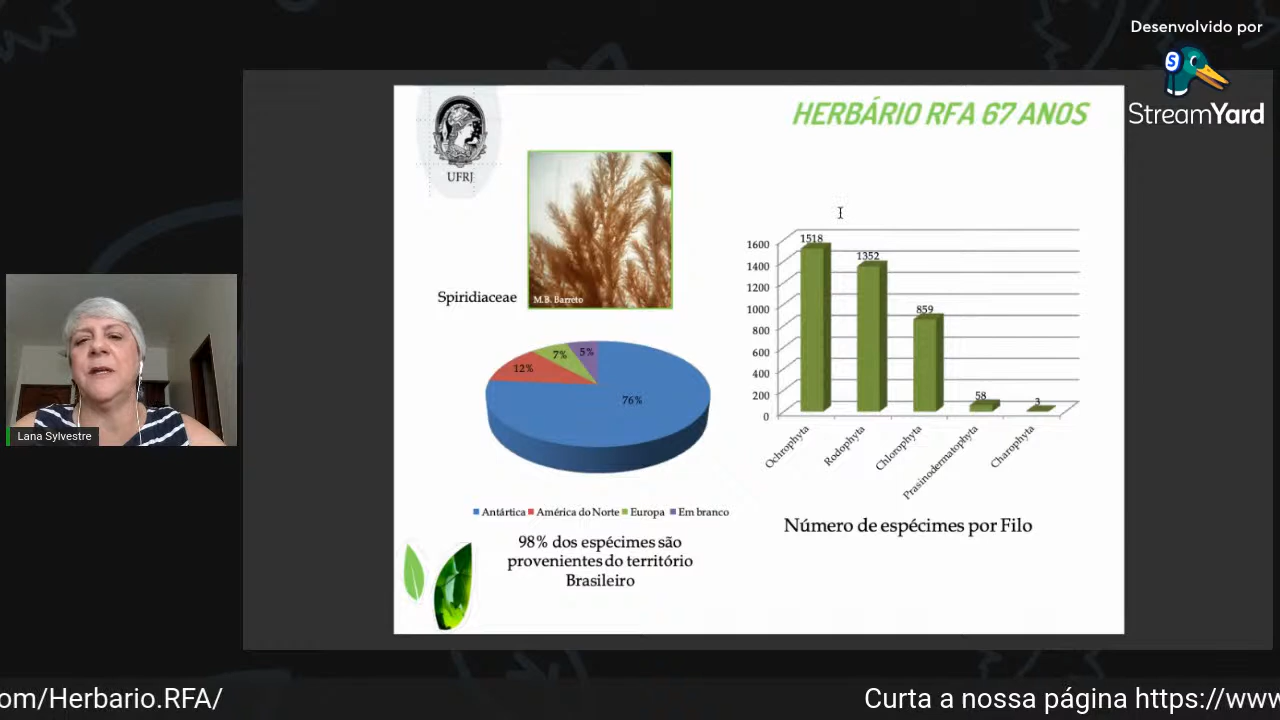 Desenvolvido por
StreamYard
HERBÁRIO RFA 67 ANOS
UFRJ
Spiridiaceae
M.B. Barreto
7%
5%
12%
76%
Antártica
América do Norte
Europa
Em branco
98% dos espécimes são
provenientes do território
Brasileiro
1600
1400
1200
1000
800
600
400
200
0
1518
1352
859
58
3
Ochrophyta
Rodophyta
Chlorophyta
Prasinodermatophyta
Charophyta
Número de espécimes por Filo
Lana Sylvestre
om/Herbario.RFA/
Curta a nossa página https://www